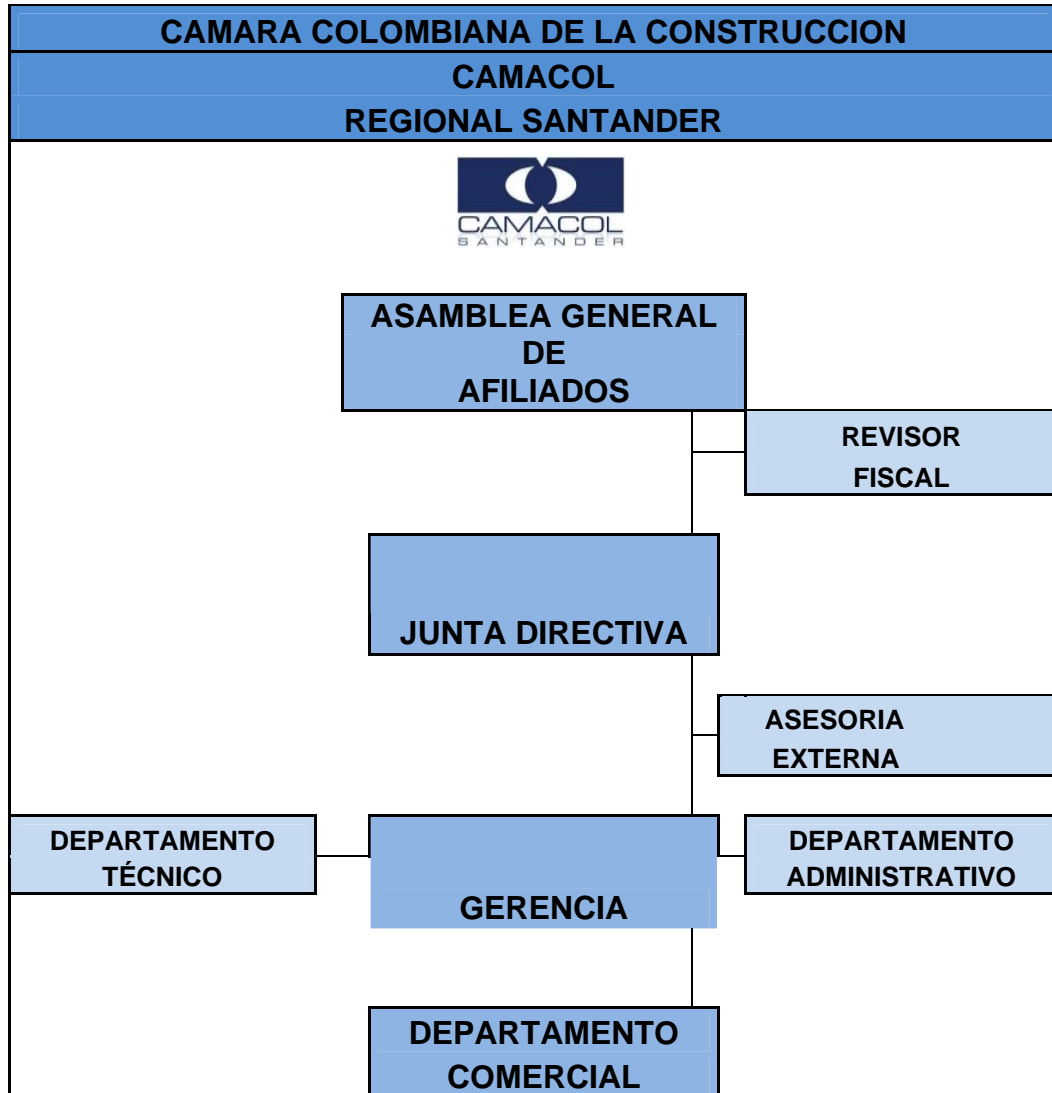 CAMARA COLOMBIANA DE LA CONSTRUCCION
CAMACOL
REGIONAL SANTANDER
CAMACOL
SANTANDER
ASAMBLEA GENERAL
DE
AFILIADOS
REVISOR
FISCAL
JUNTA DIRECTIVA
ASESORIA
EXTERNA
DEPARTAMENTO
TÉCNICO
GERENCIA
DEPARTAMENTO
ADMINISTRATIVO
DEPARTAMENTO
COMERCIAL